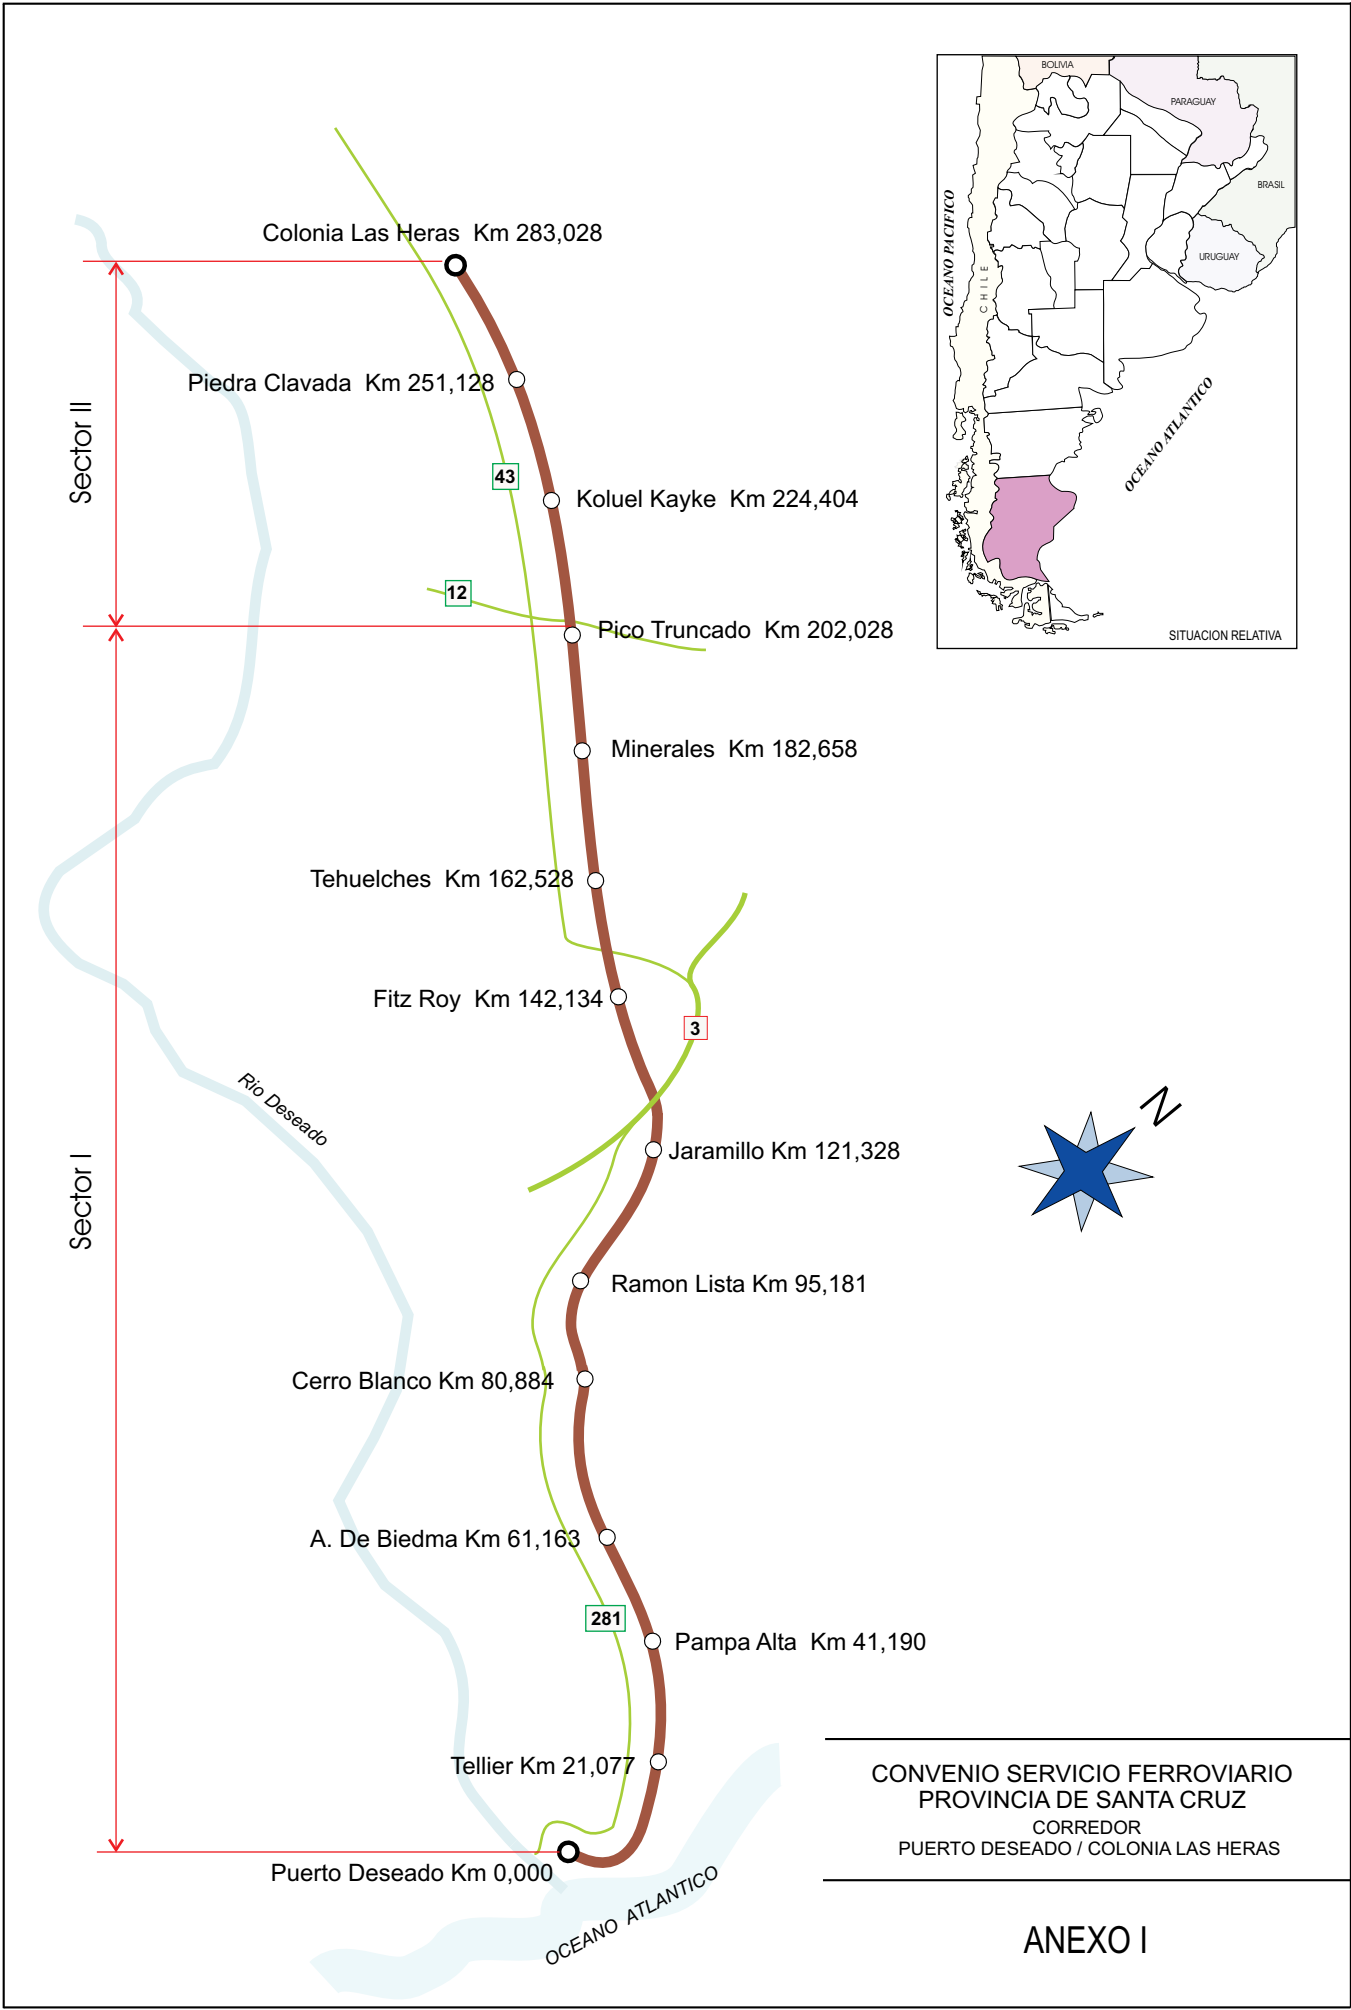 BOLIVIA
PARAGUAY
BRASIL
URUGUAY
CHILE
OCEANO PACIFICO
OCEANO ATLANTICO
SITUACION RELATIVA
Colonia Las Heras Km 283,028
Piedra Clavada Km 251,128
Sector II
43
Koluel Kayke Km 224,404
12
Pico Truncado Km 202,028
Minerales Km 182,658
Tehuelches Km 162,528
Fitz Roy Km 142,134
3
Rio Deseado
N
Jaramillo Km 121,328
Sector I
Ramon Lista Km 95,181
Cerro Blanco Km 80,884
A. De Biedma Km 61,163
281
Pampa Alta Km 41,190
Tellier Km 21,077
Puerto Deseado Km 0,000
OCEANO ATLANTICO
CONVENIO SERVICIO FERROVIARIO
PROVINCIA DE SANTA CRUZ
CORREDOR
PUERTO DESEADO / COLONIA LAS HERAS
ANEXO I